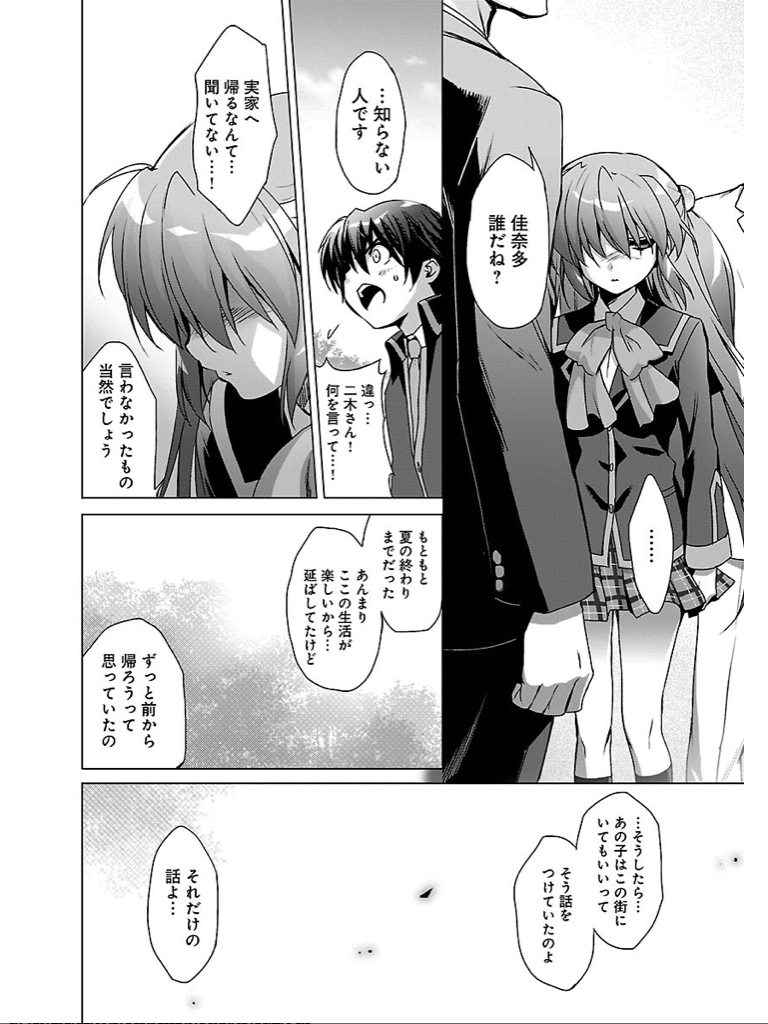 佳奈多
誰だね？
……
…知らない
人です
違っ…
二木さん！
何を言って…！
実家へ
帰るなんて…
聞いてない…！
言わなかったもの
当然でしょう
もともと
夏の終わり
までだった
あんまり
ここの生活が
楽しいから…
延ばしてたけど
ずっと前から
帰ろうって
思っていたの
…そうしたら…
あの子はこの街に
いてもいいって
そう話を
つけていたのよ
それだけの
話よ…